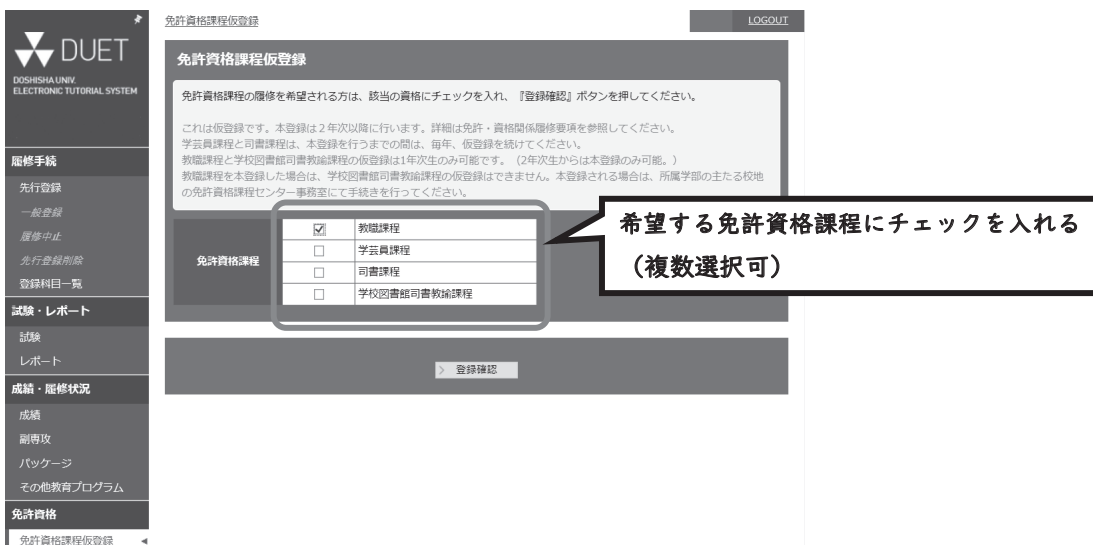 DUET
DOSHISHA UNIV.
ELECTRONIC TUTORIAL SYSTEM
履修手続
先行登録
一般登録
履修中止
先行登録削除
登録科目一覧
試験・レポート
試験
レポート
成績・履修状況
成績
副専攻
パッケージ
その他教育プログラム
免許資格
免許資格課程仮登録
免許資格課程仮登録
LOGOUT
免許資格課程仮登録
免許資格課程の履修を希望される方は、該当の資格にチェックを入れ、『登録確認』ボタンを押してください。
これは仮登録です。本登録は２年次以降に行います。詳細は免許・資格関係履修要項を参照してください。
学芸員課程と司書課程は、本登録を行うまでの間は、毎年、仮登録を続けてください。
教職課程と学校図書館司書教諭課程の仮登録は1年次生のみ可能です。（2年次生からは本登録のみ可能。）
教職課程を本登録した場合は、学校図書館司書教諭課程の仮登録はできません。本登録される場合は、所属学部の主たる校地
の免許資格課程センター事務室にて手続きを行ってください。
免許資格課程
教職課程
学芸員課程
司書課程
学校図書館司書教諭課程
希望する免許資格課程にチェックを入れる
（複数選択可）
登録確認